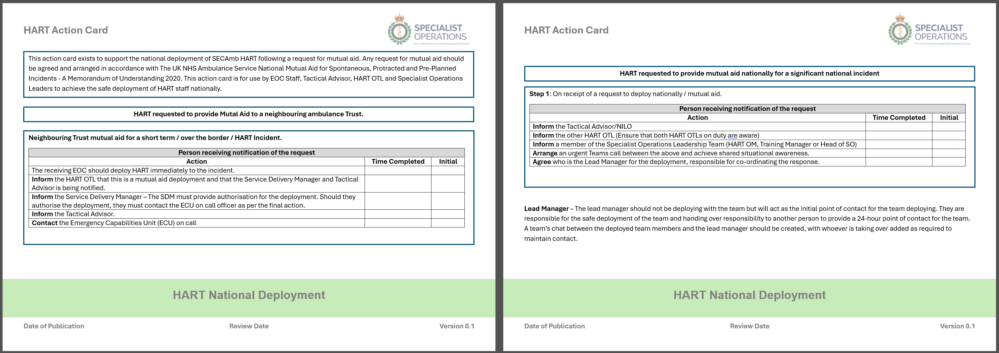 HART Action Card
SPECIALIST
OPERATIONS
Part of the Resilience and Specialist Operations Division
This action card exists to support the national deployment of SECAmb HART following a request for mutual aid. Any request for mutual aid should
be agreed and arranged in accordance with The UK NHS Ambulance Service National Mutual Aid for Spontaneous, Protracted and Pre-Planned
Incidents - A Memorandum of Understanding 2020. This action card is for use by EOC Staff, Tactical Advisor, HART OTL and Specialist Operations
Leaders to achieve the safe deployment of HART staff nationally.
HART requested to provide Mutal Aid to a neighbouring ambulance Trust.
Neighbouring Trust mutual aid for a short term / over the border / HART Incident.
Person receiving notification of the request
Action Time Completed Initial
The receiving EOC should deploy HART immediately to the incident.
Inform the HART OTL that this is a mutual aid deployment and that the Service Delivery Manager and Tactical
Advisor is being notified.
Inform the Service Delivery Manager – The SDM must provide authorisation for the deployment. Should they
authorise the deployment, they must contact the ECU on call officer as per the final action.
Inform the Tactical Advisor.
Contact the Emergency Capabilities Unit (ECU) on call
HART National Deployment
Date of Publication Review Date Version 0.1
HART Action Card
SPECIALIST
OPERATIONS
Part of the Resilience and Specialist Operations Division
HART requested to provide mutual aid nationally for a significant national incident
Step 1: On receipt of a request to deploy nationally / mutual aid.
Person receiving notification of the request
Action Time Completed Initial
Inform the Tactical Advisor/NILO
Inform the other HART OTL (Ensure that both HART OTLs on duty are aware)
Inform a member of the Specialist Operations Leadership Team (HART OM, Training Manager or Head of SO)
Arrange an urgent Teams call between the above and achieve shared situational awareness.
Agree who is the Lead Manager for the deployment, responsible for co-ordinating the response.
Lead Manager – The lead manager should not be deploying with the team but will act as the initial point of contact for the team deploying. They are
responsible for the safe deployment of the team and handing over responsibility to another person to provide a 24-hour point of contact for the team.
A team's chat between the deployed team members and the lead manager should be created, with whoever is taking over added as required to
maintain contact.
HART National Deployment
Date of Publication Review Date Version 0.1